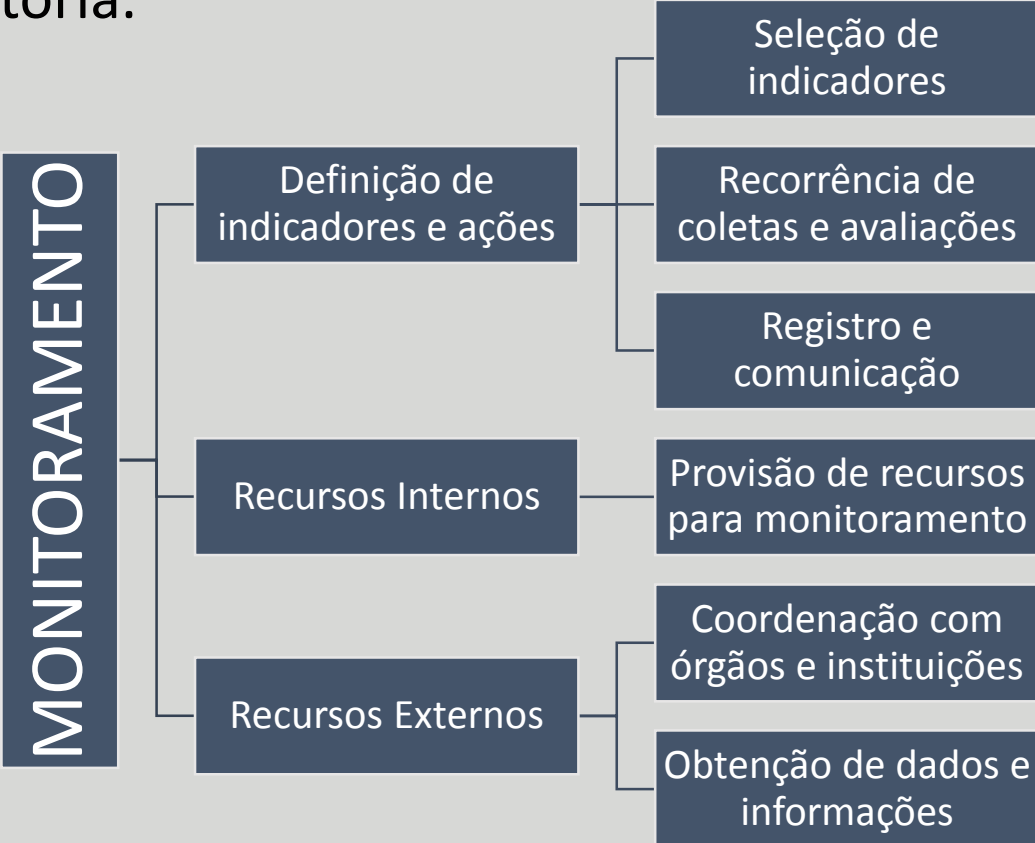 MONITORAMENTO
Definição de
indicadores e ações
Seleção de
indicadores
Recorrência de
coletas e avaliações
Registro e
comunicação
Recursos Internos
Provisão de recursos
para monitoramento
Recursos Externos
Coordenação com
órgãos e instituições
Obtenção de dados e
informações